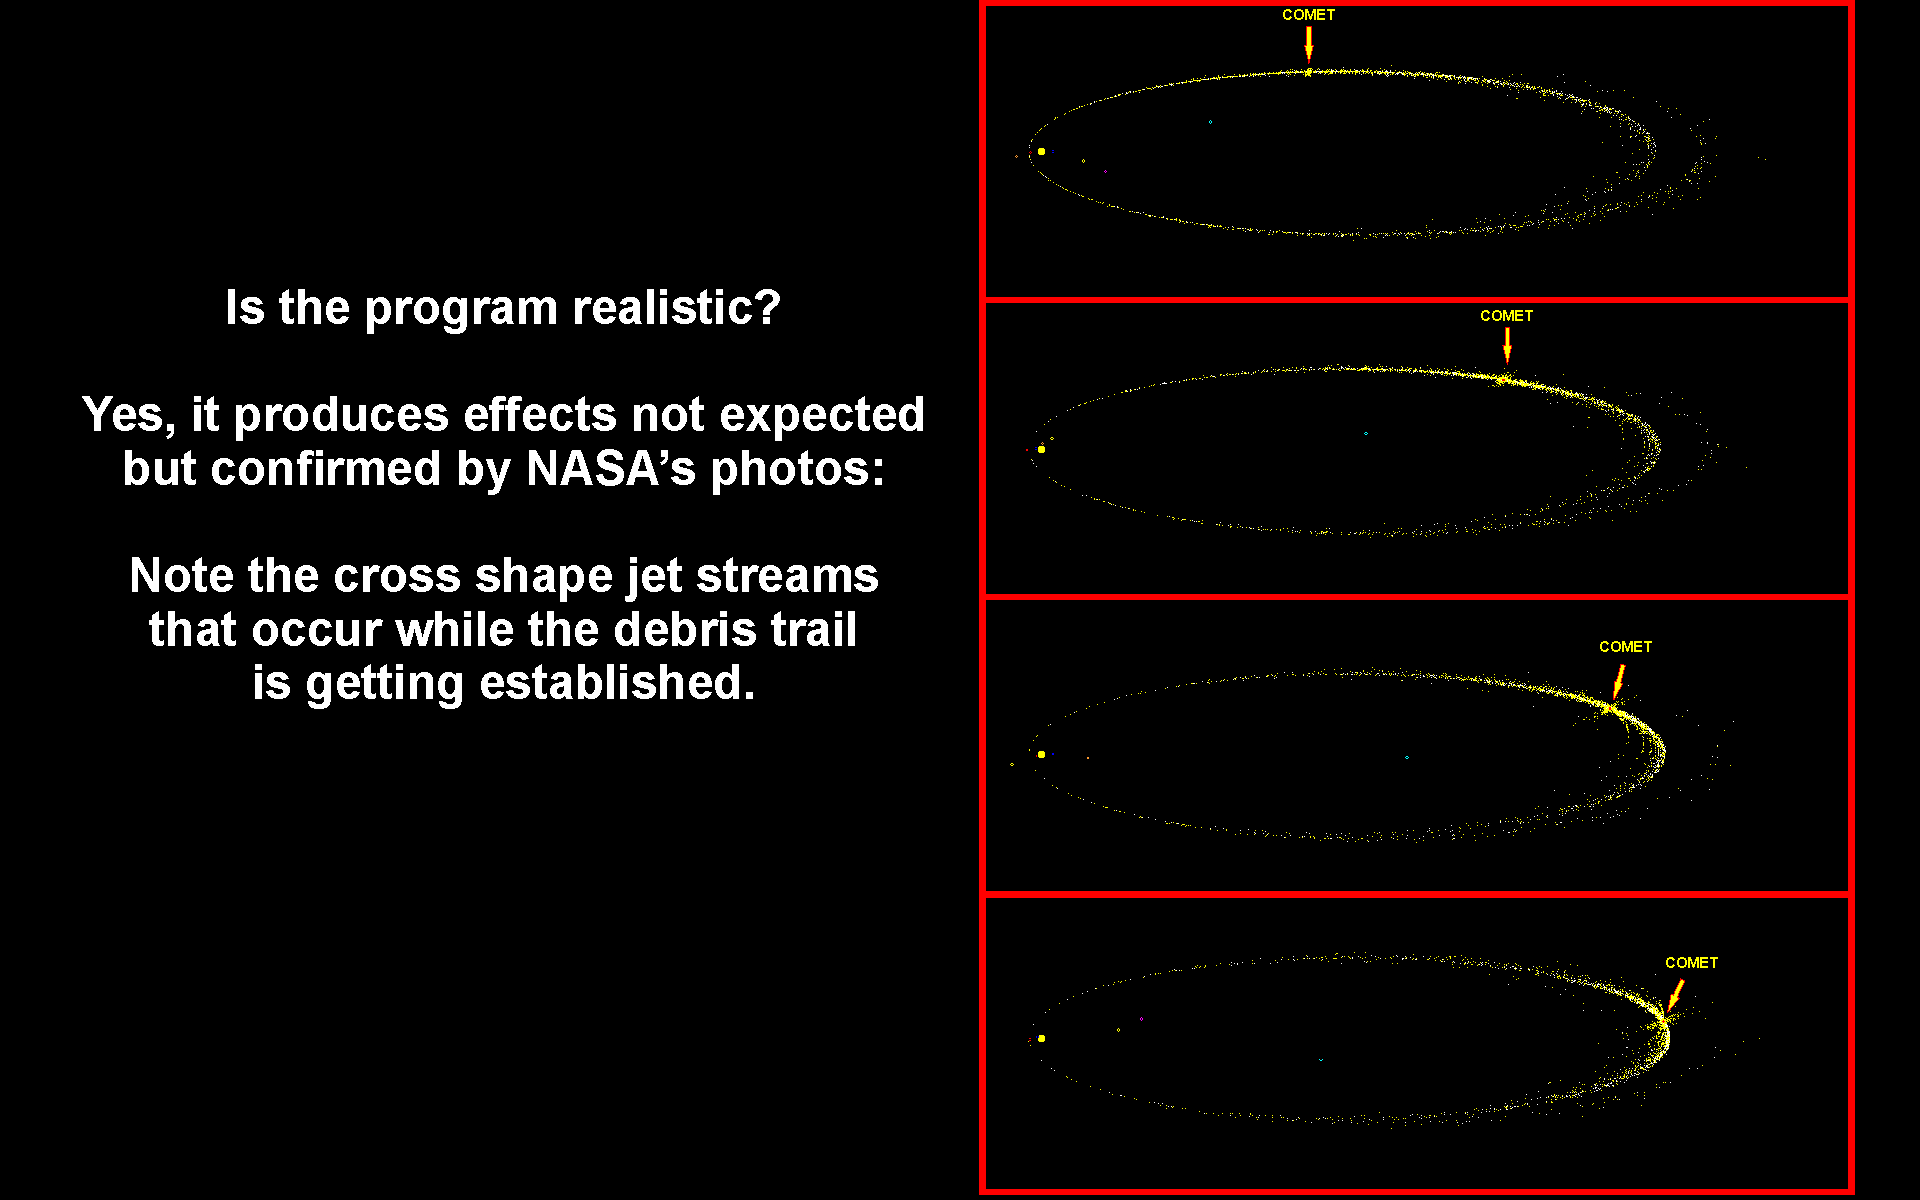 Is the program realistic?
Yes, it produces effects not expected
but confirmed by NASA’s photos:
Note the cross shape jet streams
that occur while the debris trail
is getting established.
COMET
COMET
COMET
COMET